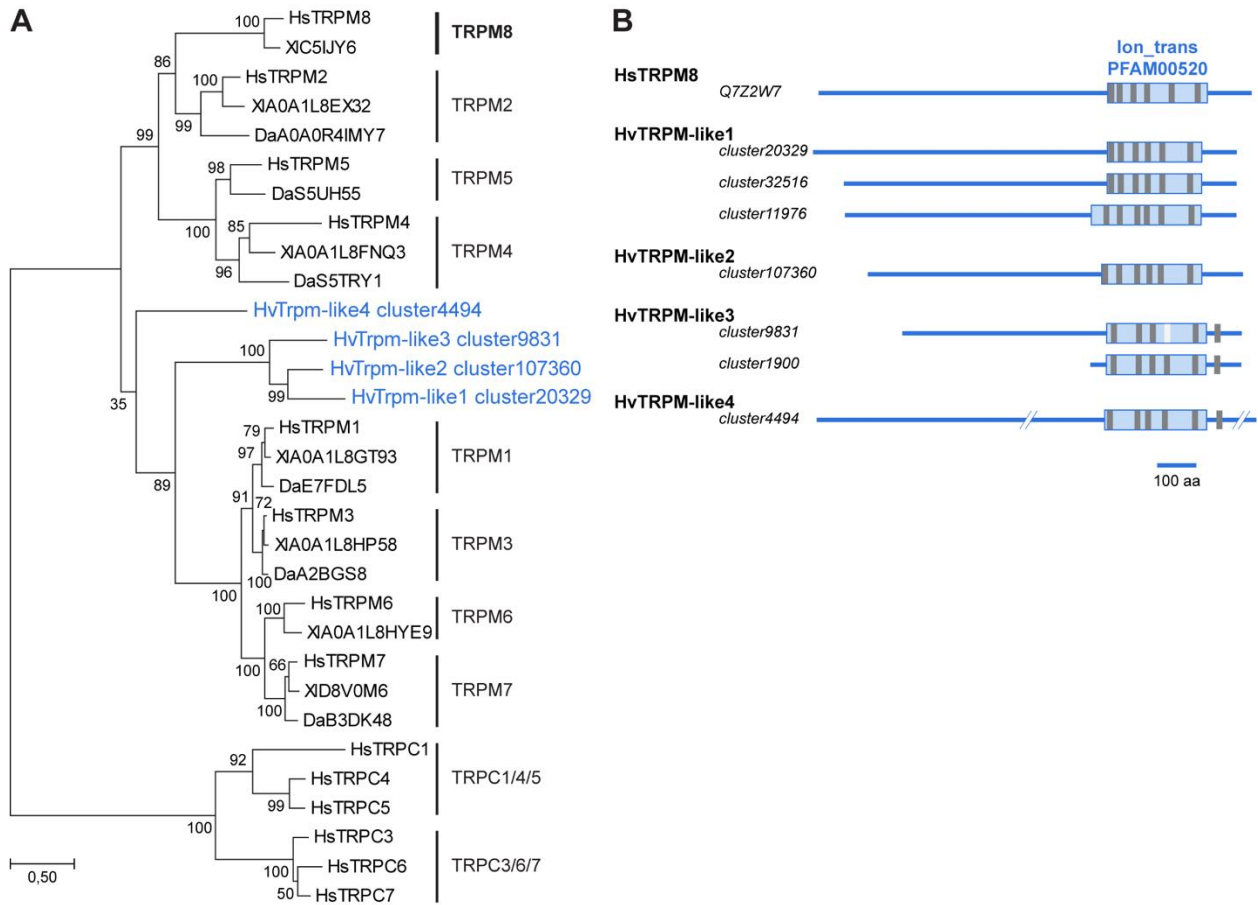 A
100
HsTRPM8
XlC5IJY6
TRPM8
86
100
HsTRPM2
XlA0A1L8EX32
TRPM2
99
DaA0A0R4IMY7
99
98
HsTRPM5
DaS5UH55
TRPM5
100
85
HsTRPM4
XlA0A1L8FNQ3
TRPM4
96
DaS5TRY1
HvTrpm-like4 cluster4494
100
HvTrpm-like3 cluster9831
HvTrpm-like2 cluster107360
99
HvTrpm-like1 cluster20329
35
79
HsTRPM1
97
XlA0A1L8GT93
TRPM1
89
DaE7FDL5
91
72
HsTRPM3
XlA0A1L8HP58
TRPM3
100
DaA2BGS8
100
100
HsTRPM6
XlA0A1L8HYE9
TRPM6
100
66
HsTRPM7
XlD8V0M6
TRPM7
100
DaB3DK48
92
HsTRPC1
HsTRPC4
TRPC1/4/5
99
HsTRPC5
100
HsTRPC3
100
HsTRPC6
TRPC3/6/7
50
HsTRPC7
0,50
B
Ion_trans
PFAM00520
HsTRPM8
Q7Z2W7
HvTRPM-like1
cluster20329
cluster32516
cluster11976
HvTRPM-like2
cluster107360
HvTRPM-like3
cluster9831
cluster1900
HvTRPM-like4
cluster4494
100 aa